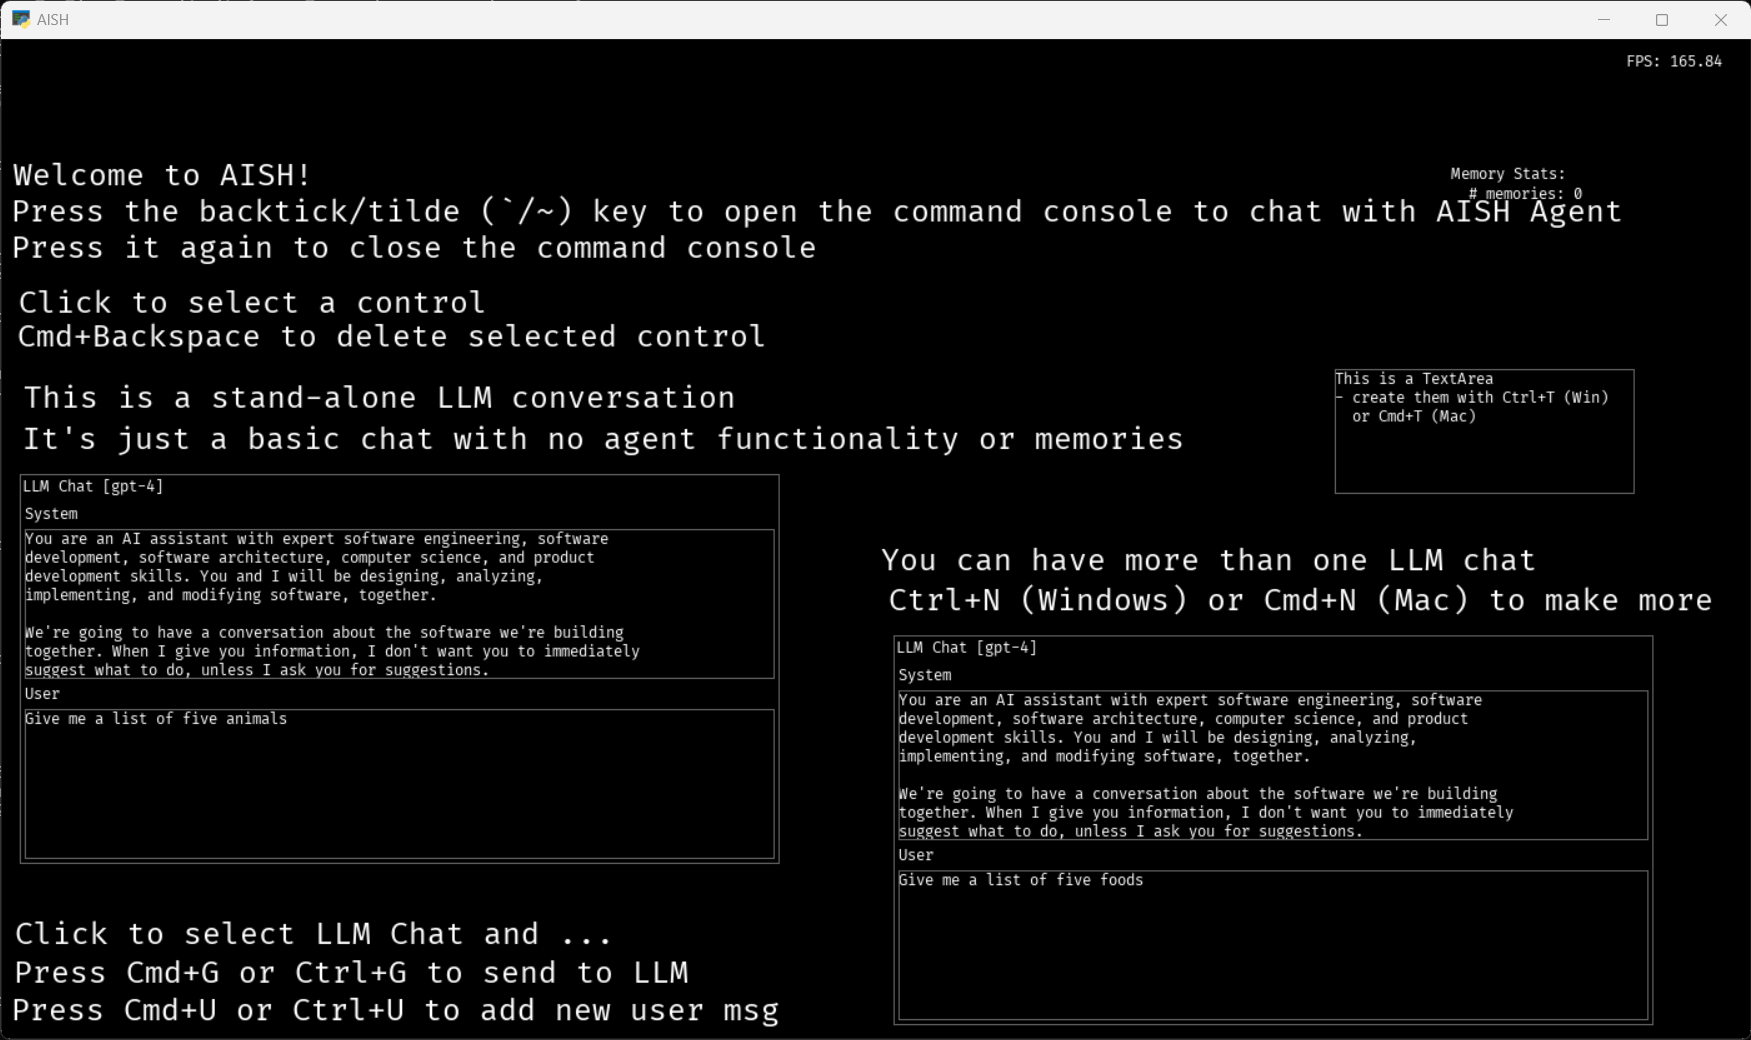 AISH
FPS: 165.84
Welcome to AISH!
Memory Stats:
# memories: 0
Press the backtick/tilde (`/~) key to open the command console to chat with AISH Agent
Press it again to close the command console
Click to select a control
Cmd+Backspace to delete selected control
This is a stand-alone LLM conversation
It's just a basic chat with no agent functionality or memories
This is a TextArea
- create them with Ctrl+T (Win)
or Cmd+T (Mac)
LLM Chat [gpt-4]
System
You are an AI assistant with expert software engineering, software
development, software architecture, computer science, and product
development skills. You and I will be designing, analyzing,
implementing, and modifying software, together.
We're going to have a conversation about the software we're building
together. When I give you information, I don't want you to immediately
suggest what to do, unless I ask you for suggestions.
User
Give me a list of five animals
You can have more than one LLM chat
Ctrl+N (Windows) or Cmd+N (Mac) to make more
LLM Chat [gpt-4]
System
You are an AI assistant with expert software engineering, software
development, software architecture, computer science, and product
development skills. You and I will be designing, analyzing,
implementing, and modifying software, together.
We're going to have a conversation about the software we're building
together. When I give you information, I don't want you to immediately
suggest what to do, unless I ask you for suggestions.
User
Give me a list of five foods
Click to select LLM Chat and ...
Press Cmd+G or Ctrl+G to send to LLM
Press Cmd+U or Ctrl+U to add new user msg